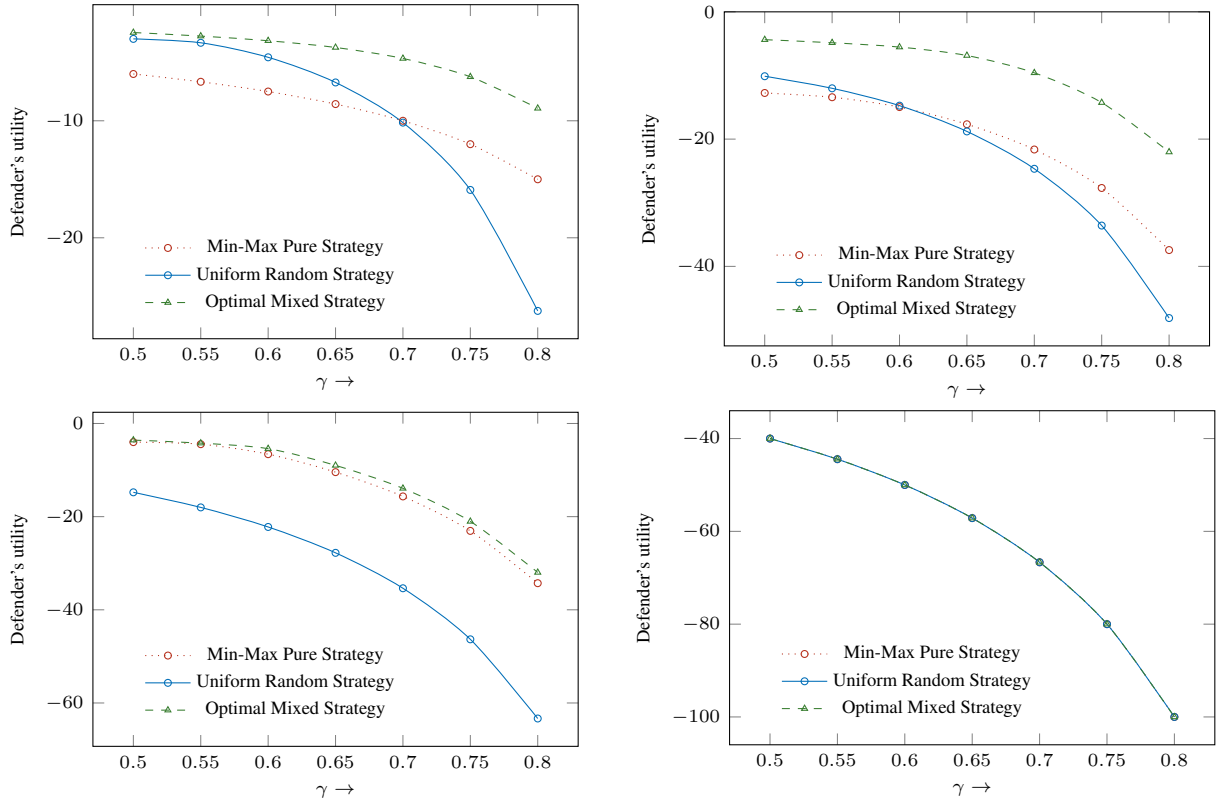 −10
−20
Defender's utility
Min-Max Pure Strategy
Uniform Random Strategy
Optimal Mixed Strategy
0.5 0.55 0.6 0.65 0.7 0.75 0.8
γ →
0
−20
−40
Defender's utility
Min-Max Pure Strategy
Uniform Random Strategy
Optimal Mixed Strategy
0.5 0.55 0.6 0.65 0.7 0.75 0.8
γ →
0
−20
−40
−60
Defender's utility
Min-Max Pure Strategy
Uniform Random Strategy
Optimal Mixed Strategy
0.5 0.55 0.6 0.65 0.7 0.75 0.8
γ →
−40
−60
−80
−100
Defender's utility
Min-Max Pure Strategy
Uniform Random Strategy
Optimal Mixed Strategy
0.5 0.55 0.6 0.65 0.7 0.75 0.8
γ →